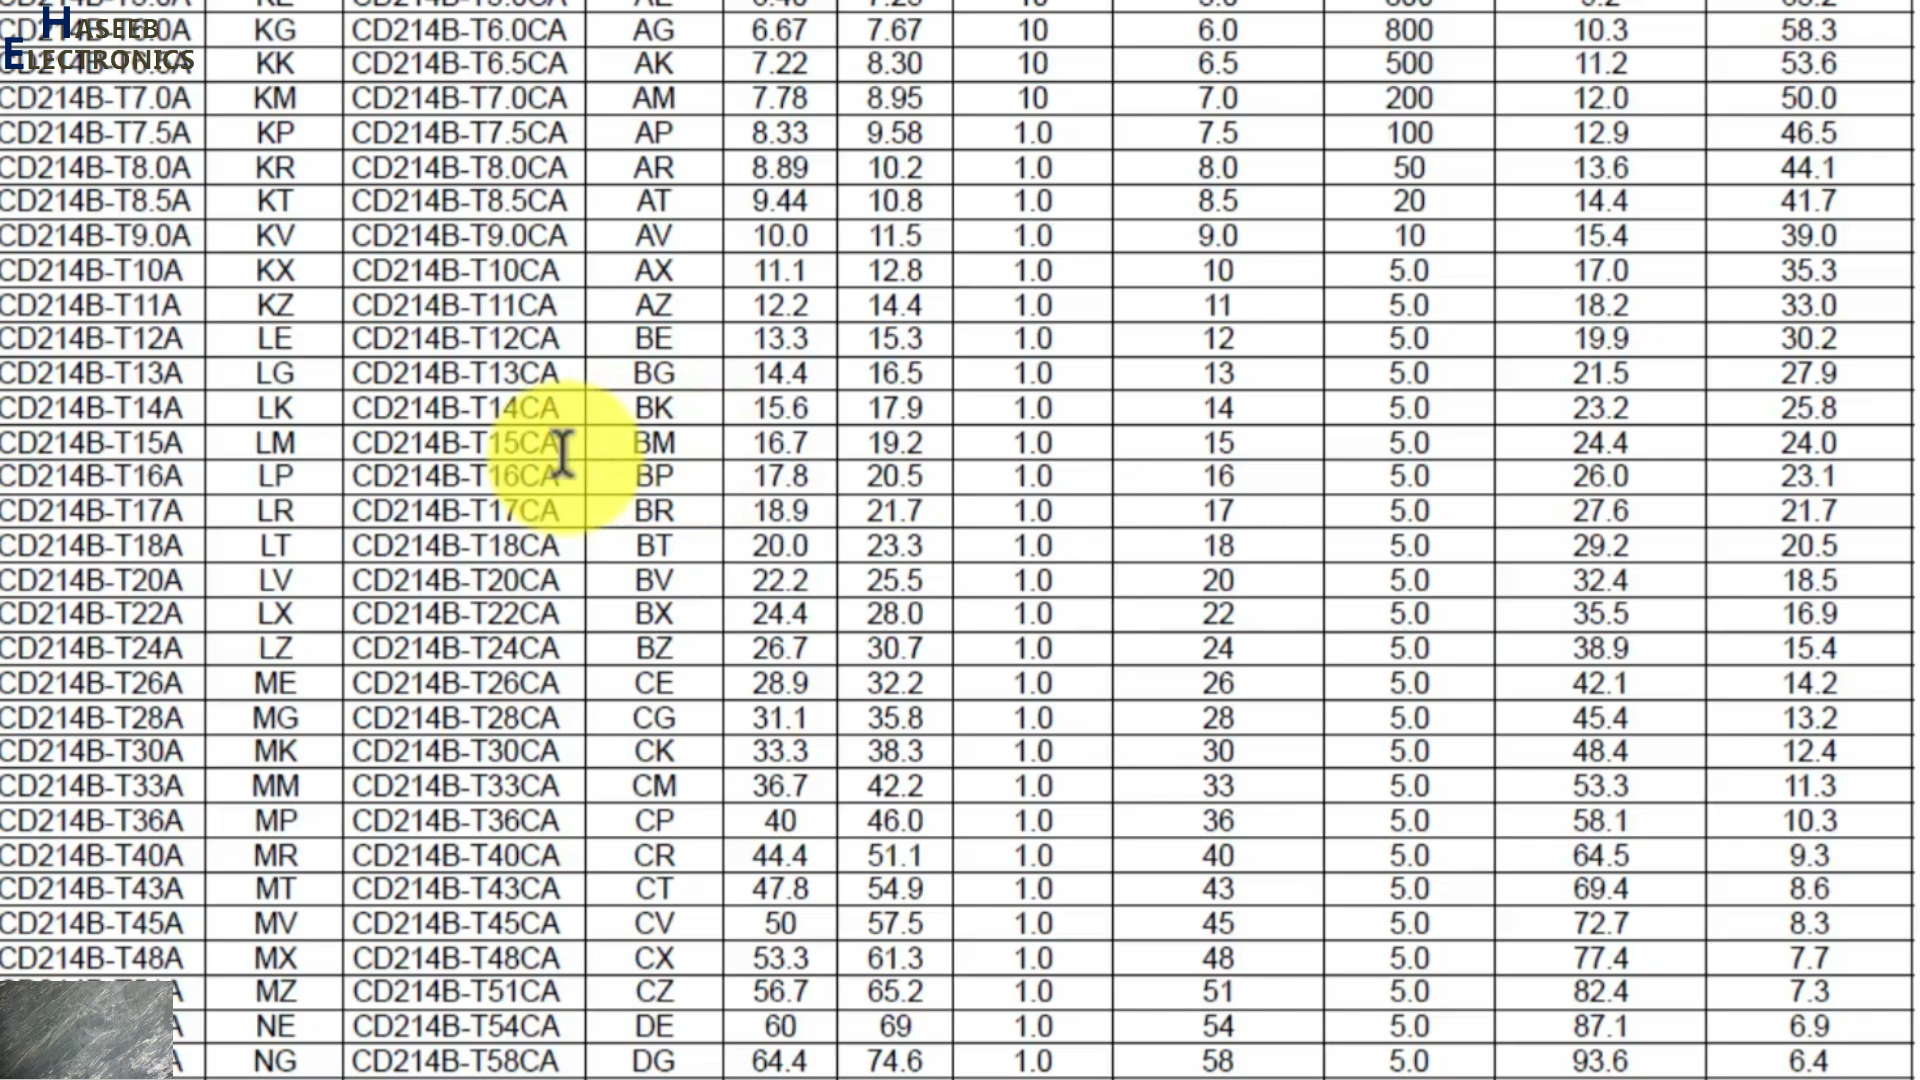 HASEEB
ELECTRONICS
KG CD214B-T6.0CA AG 6.67 7.67 10 6.0 800 10.3 58.3
KK CD214B-T6.5CA AK 7.22 8.30 10 6.5 500 11.2 53.6
CD214B-T7.0A KM CD214B-T7.0CA AM 7.78 8.95 10 7.0 200 12.0 50.0
CD214B-T7.5A KP CD214B-T7.5CA AP 8.33 9.58 1.0 7.5 100 12.9 46.5
CD214B-T8.0A KR CD214B-T8.0CA AR 8.89 10.2 1.0 8.0 50 13.6 44.1
CD214B-T8.5A KT CD214B-T8.5CA AT 9.44 10.8 1.0 8.5 20 14.4 41.7
CD214B-T9.0A KV CD214B-T9.0CA AV 10.0 11.5 1.0 9.0 10 15.4 39.0
CD214B-T10A KX CD214B-T10CA AX 11.1 12.8 1.0 10 5.0 17.0 35.3
CD214B-T11A KZ CD214B-T11CA AZ 12.2 14.4 1.0 11 5.0 18.2 33.0
CD214B-T12A LE CD214B-T12CA BE 13.3 15.3 1.0 12 5.0 19.9 30.2
CD214B-T13A LG CD214B-T13CA BG 14.4 16.5 1.0 13 5.0 21.5 27.9
CD214B-T14A LK CD214B-T14CA BK 15.6 17.9 1.0 14 5.0 23.2 25.8
CD214B-T15A LM CD214B-T15CA BM 16.7 19.2 1.0 15 5.0 24.4 24.0
CD214B-T16A LP CD214B-T16CA BP 17.8 20.5 1.0 16 5.0 26.0 23.1
CD214B-T17A LR CD214B-T17CA BR 18.9 21.7 1.0 17 5.0 27.6 21.7
CD214B-T18A LT CD214B-T18CA BT 20.0 23.3 1.0 18 5.0 29.2 20.5
CD214B-T20A LV CD214B-T20CA BV 22.2 25.5 1.0 20 5.0 32.4 18.5
CD214B-T22A LX CD214B-T22CA BX 24.4 28.0 1.0 22 5.0 35.5 16.9
CD214B-T24A LZ CD214B-T24CA BZ 26.7 30.7 1.0 24 5.0 38.9 15.4
CD214B-T26A ME CD214B-T26CA CE 28.9 32.2 1.0 26 5.0 42.1 14.2
CD214B-T28A MG CD214B-T28CA CG 31.1 35.8 1.0 28 5.0 45.4 13.2
CD214B-T30A MK CD214B-T30CA CK 33.3 38.3 1.0 30 5.0 48.4 12.4
CD214B-T33A MM CD214B-T33CA CM 36.7 42.2 1.0 33 5.0 53.3 11.3
CD214B-T36A MP CD214B-T36CA CP 40 46.0 1.0 36 5.0 58.1 10.3
CD214B-T40A MR CD214B-T40CA CR 44.4 51.1 1.0 40 5.0 64.5 9.3
CD214B-T43A MT CD214B-T43CA CT 47.8 54.9 1.0 43 5.0 69.4 8.6
CD214B-T45A MV CD214B-T45CA CV 50 57.5 1.0 45 5.0 72.7 8.3
CD214B-T48A MX CD214B-T48CA CX 53.3 61.3 1.0 48 5.0 77.4 7.7
MZ CD214B-T51CA CZ 56.7 65.2 1.0 51 5.0 82.4 7.3
NE CD214B-T54CA DE 60 69 1.0 54 5.0 87.1 6.9
NG CD214B-T58CA DG 64.4 74.6 1.0 58 5.0 93.6 6.4